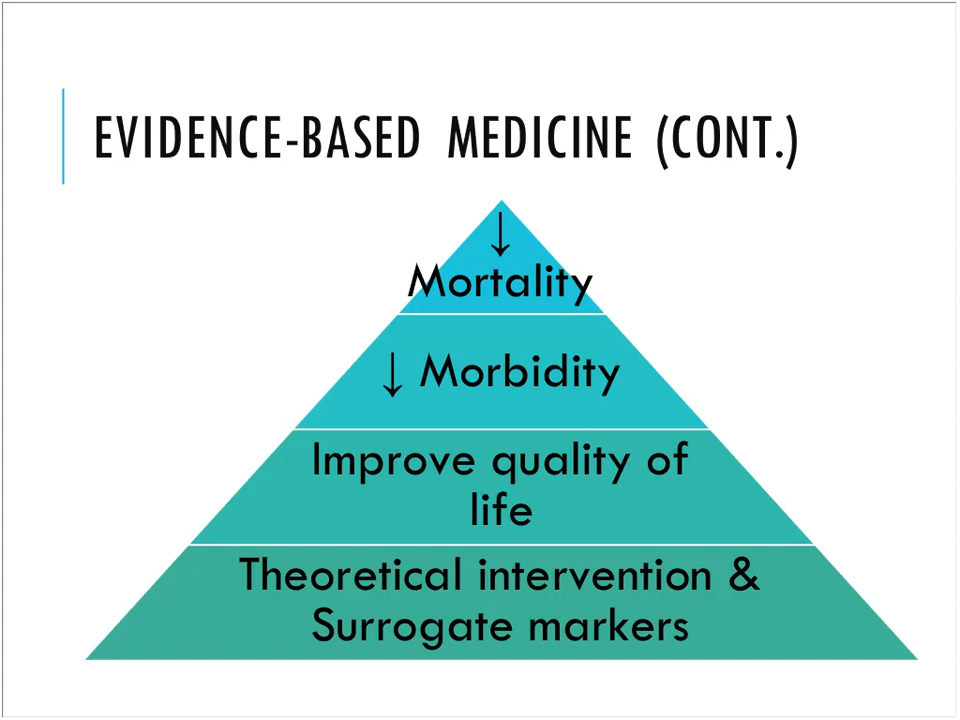 EVIDENCE-BASED MEDICINE (CONT.)
↓
Mortality
↓ Morbidity
Improve quality of
life
Theoretical intervention &
Surrogate markers